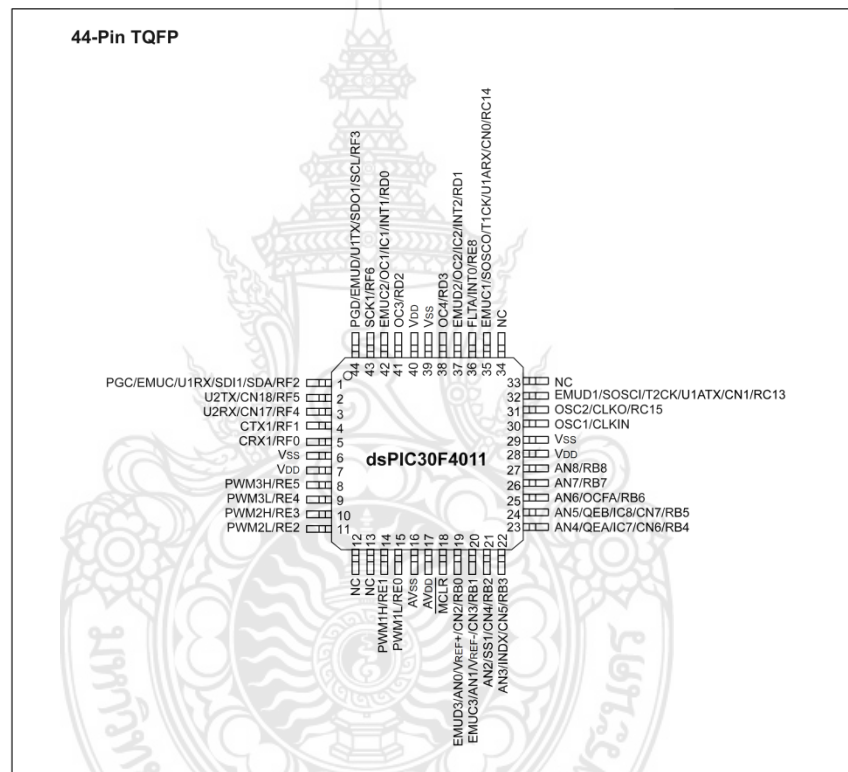 44-Pin TQFP
PGD/EMUD/U1TX/SDO1/SCL/RF3
SCK1/RF6
EMUC2/OC1/IC1/INT1/RD0
OC3/RD2
VDD
VSS
OC4/RD3
EMUD2/OC2/IC2/INT2/RD1
FLTA/INT0/RE8
EMUC1/SOSCO/T1CK/U1ARX/CN0/RC14
NC
44
43
42
41
40
39
38
37
36
35
34
PGC/EMUC/U1RX/SDI1/SDA/RF2 1
U2TX/CN18/RF5 2
U2RX/CN17/RF4 3
CTX1/RF1 4
CRX1/RF0 5
VSS 6
VDD 7
PWM3H/RE5 8
PWM3L/RE4 9
PWM2H/RE3 10
PWM2L/RE2 11
dsPIC30F4011
33 NC
32 EMUD1/SOSCI/T2CK/U1ATX/CN1/RC13
31 OSC2/CLKO/RC15
30 OSC1/CLKIN
29 VSS
28 VDD
27 AN8/RB8
26 AN7/RB7
25 AN6/OCFA/RB6
24 AN5/QEB/IC8/CN7/RB5
23 AN4/QEA/IC7/CN6/RB4
12
13
14
15
16
17
18
19
20
21
22
NC
NC
PWM1H/RE1
PWM1L/RE0
AVSS
AVDD
MCLR
EMUD3/AN0/VREF+/CN2/RB0
EMUC3/AN1/VREF-/CN3/RB1
AN2/SS1/CN4/RB2
AN3/INDX/CN5/RB3